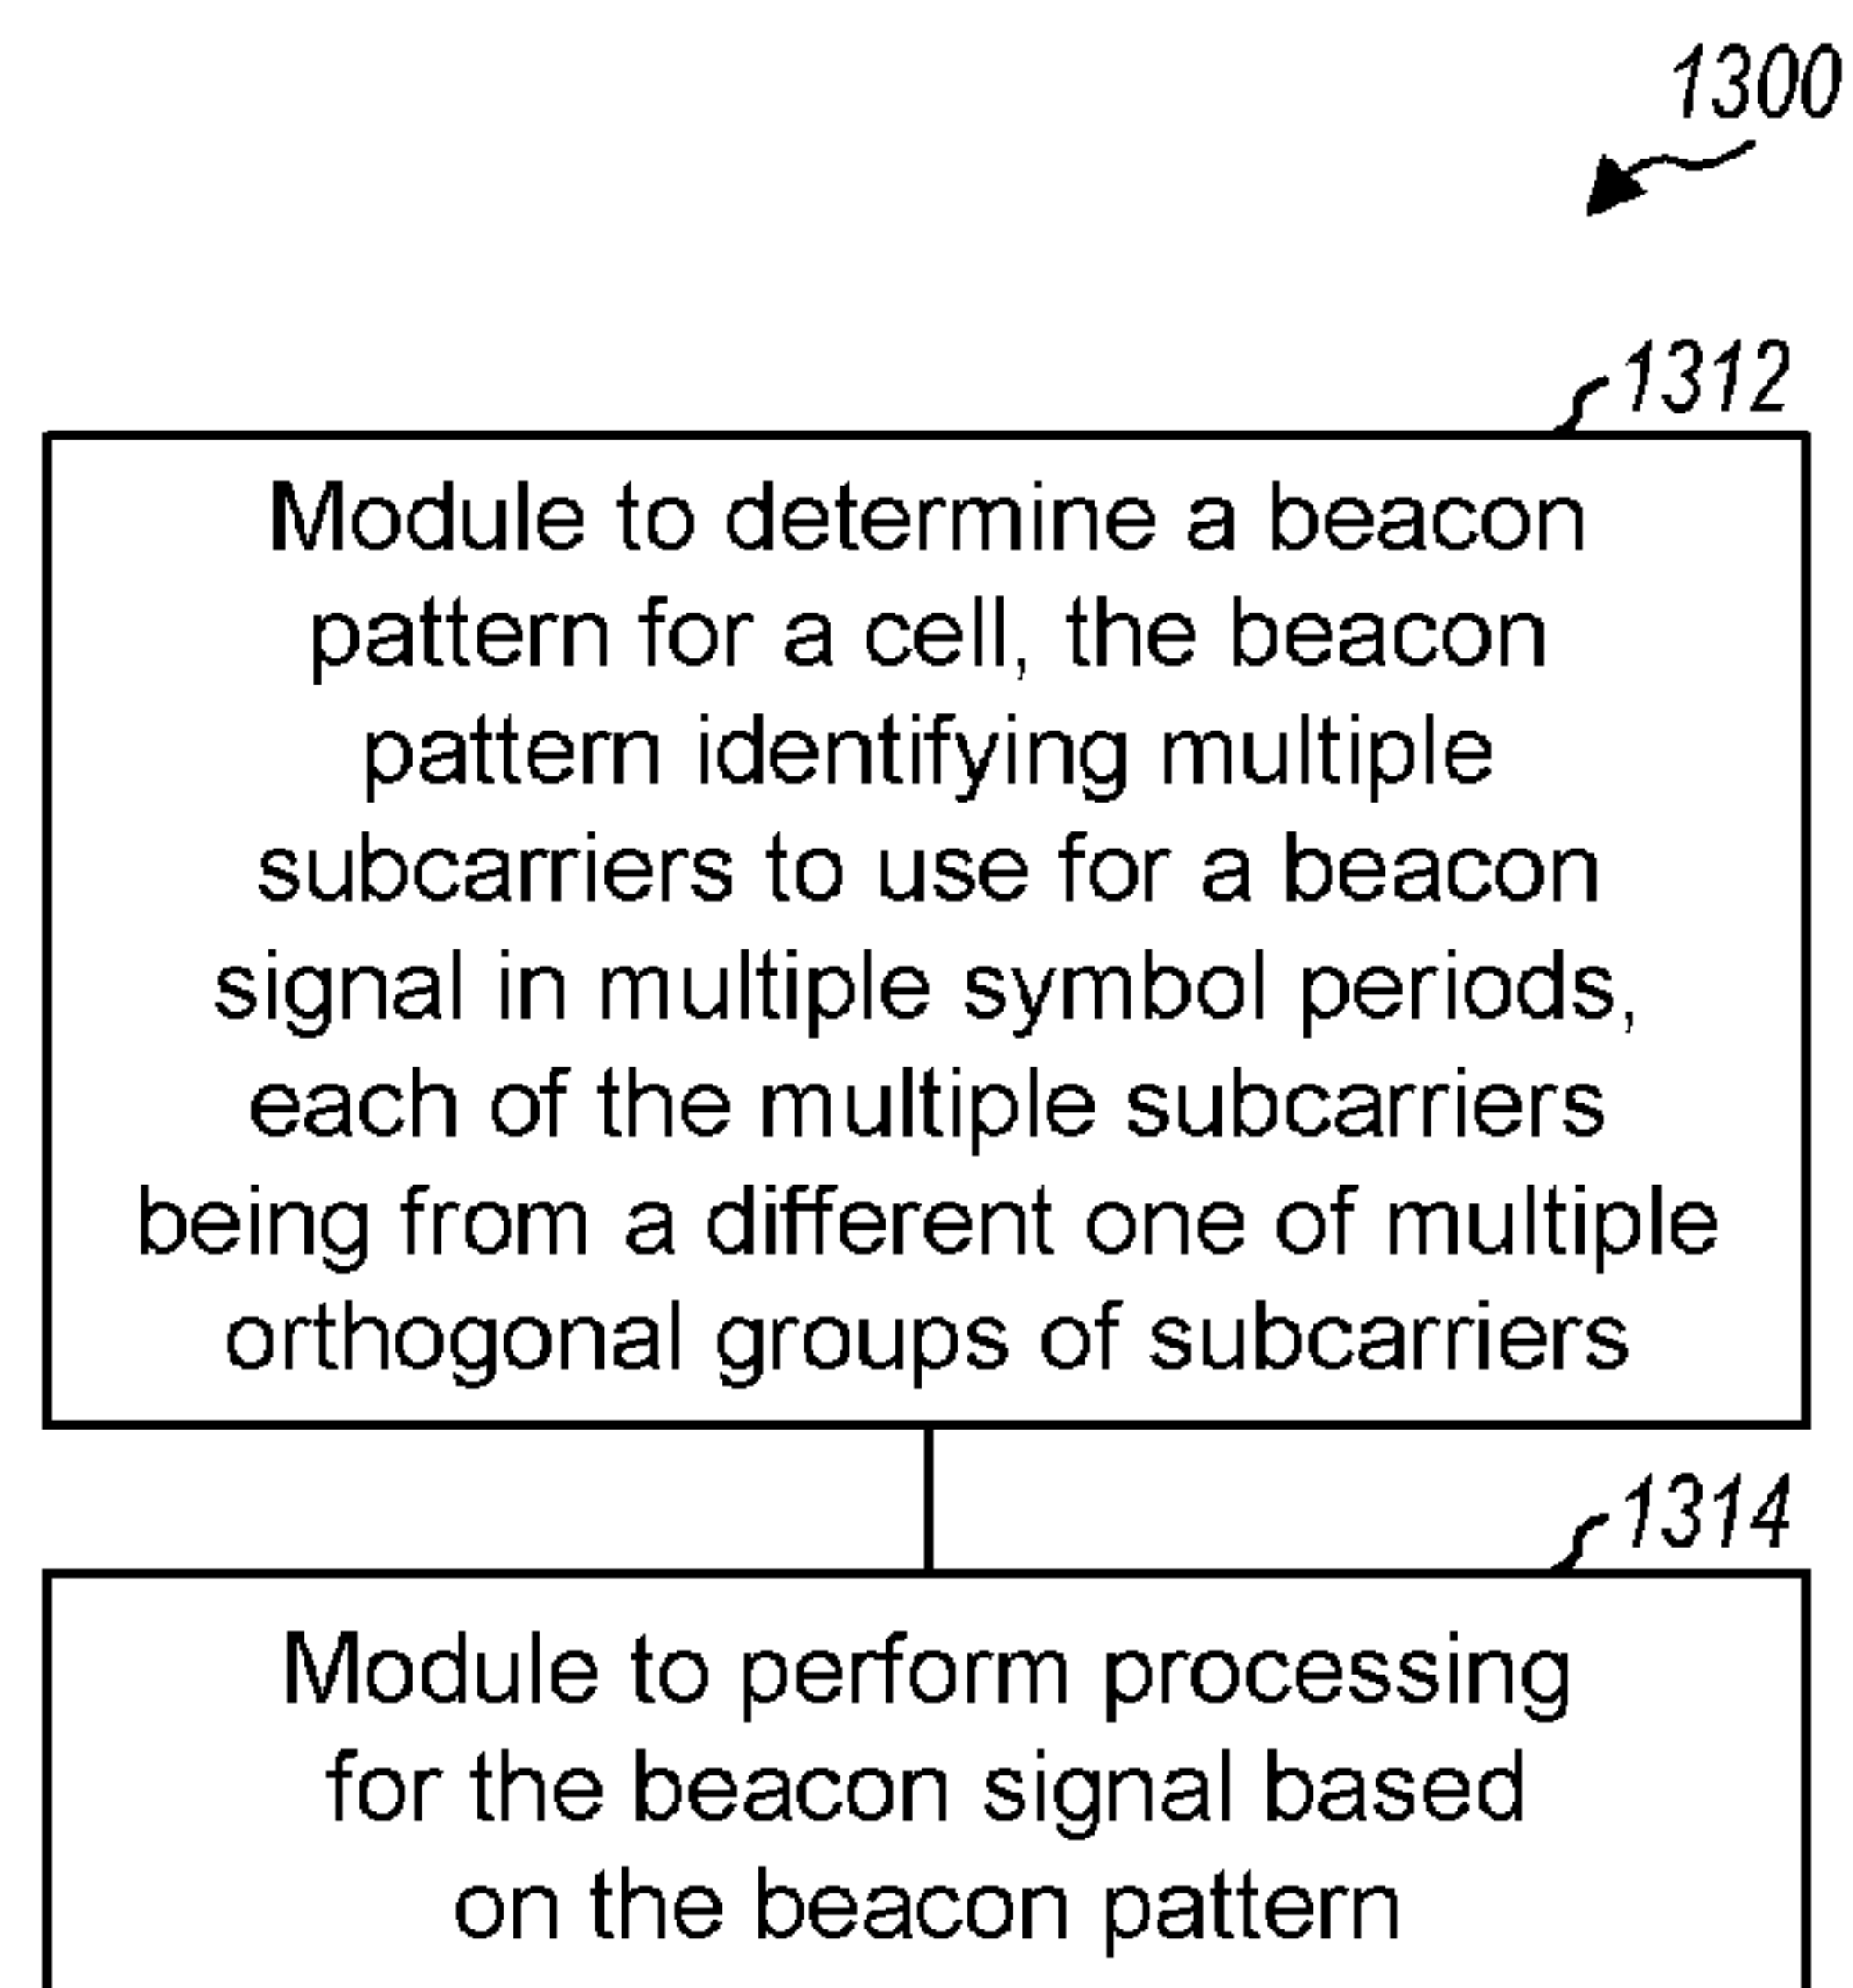 1300
1312
Module to determine a beacon
pattern for a cell, the beacon
pattern identifying multiple
subcarriers to use for a beacon
signal in multiple symbol periods,
each of the multiple subcarriers
being from a different one of multiple
orthogonal groups of subcarriers
1314
Module to perform processing
for the beacon signal based
on the beacon pattern